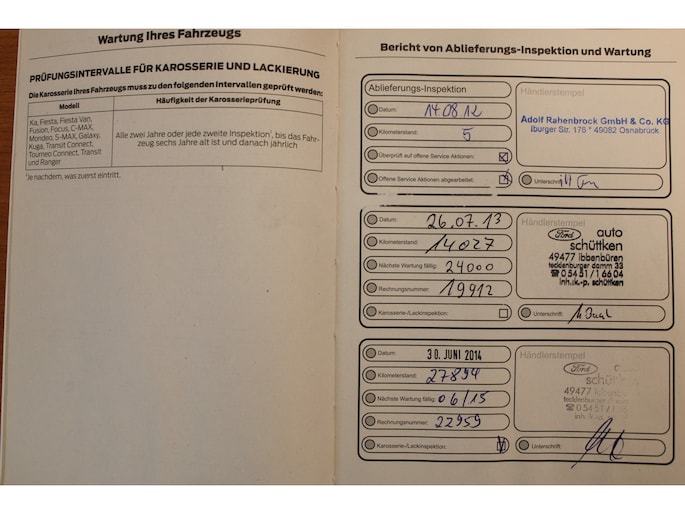 Wartung Ihres Fahrzeugs
PRÜFUNGSINTERVALLE FÜR KAROSSERIE UND LACKIERUNG
Die Karosserie Ihres Fahrzeugs muss zu den folgenden Intervallen geprüft werden:
Modell
Häufigkeit der Karosserieprüfung
Ka, Fiesta, Fiesta Van,
Fusion, Focus, C-MAX,
Mondeo, S-MAX, Galaxy,
Kuga, Transit Connect,
Tourneo Connect, Transit
und Ranger
Alle zwei Jahre oder jede zweite Inspektion¹, bis das Fahr-
zeug sechs Jahre alt ist und danach jährlich
¹Je nachdem, was zuerst eintritt.
Bericht von Ablieferungs-Inspektion und Wartung
Ablieferungs-Inspektion
Datum: 14 08 12
Kilometerstand: 5
Überprüft auf offene Service Aktionen:
Offene Service Aktionen abgearbeitet:
Händlerstempel
Adolf Rahenbrock GmbH & Co. KG
Iburger Str. 176 * 49082 Osnabrück
Unterschrift:
Datum: 26.07.13
Kilometerstand: 14027
Nächste Wartung fällig: 24000
Rechnungsnummer: 19912
Karosserie-/Lackinspektion:
Händlerstempel
Ford auto
schüttken
49477 ibbenbüren
tecklenburger damm 33
☎ 05451/16604
inh.k.-p. schüttken
Unterschrift:
Datum: 30. JUNI 2014
Kilometerstand: 27894
Nächste Wartung fällig: 06/15
Rechnungsnummer: 22959
Karosserie-/Lackinspektion:
Händlerstempel
Ford
49477
☎ 05451
Unterschrift: